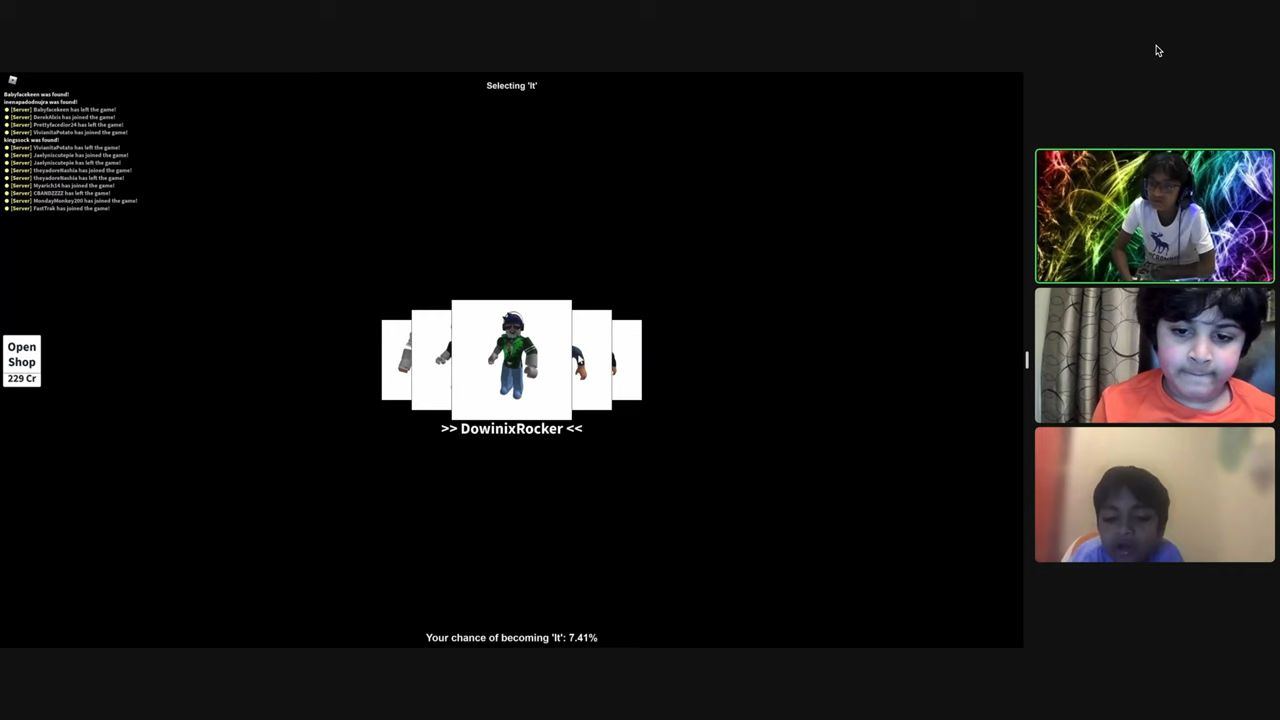 Selecting 'It'
Babyfacekeen was found!
inenapadodnujra was found!
[Server] Babyfacekeen has left the game!
[Server] DerekAlxis has joined the game!
[Server] Prettyfacedior24 has left the game!
[Server] VivianitaPotato has joined the game!
kingsock was found!
[Server] VivianitaPotato has left the game!
[Server] Jaelyniscutepie has joined the game!
[Server] Jaelyniscutepie has left the game!
[Server] theyadoreNashia has joined the game!
[Server] theyadoreNashia has left the game!
[Server] Myarich14 has joined the game!
[Server] CBANDZZZZ has left the game!
[Server] MondayMonkey200 has joined the game!
[Server] FastTrak has joined the game!
Open
Shop
229 Cr
>> DowinixRocker <<
Your chance of becoming 'It': 7.41%